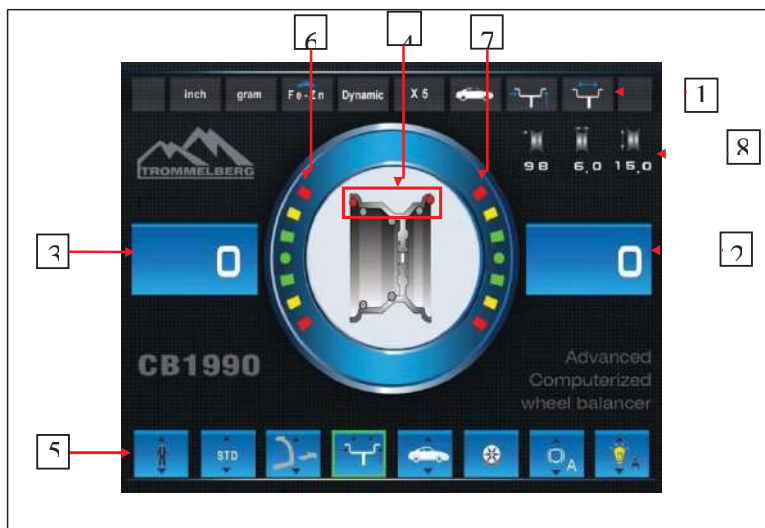 6 4 7
inch gram Fe-Zn Dynamic X 5
1
TROMMELBERG
98 6,0 15,0
8
3
0 0
2
CB1990
Advanced
Computerized
wheel balancer
5
STD A A